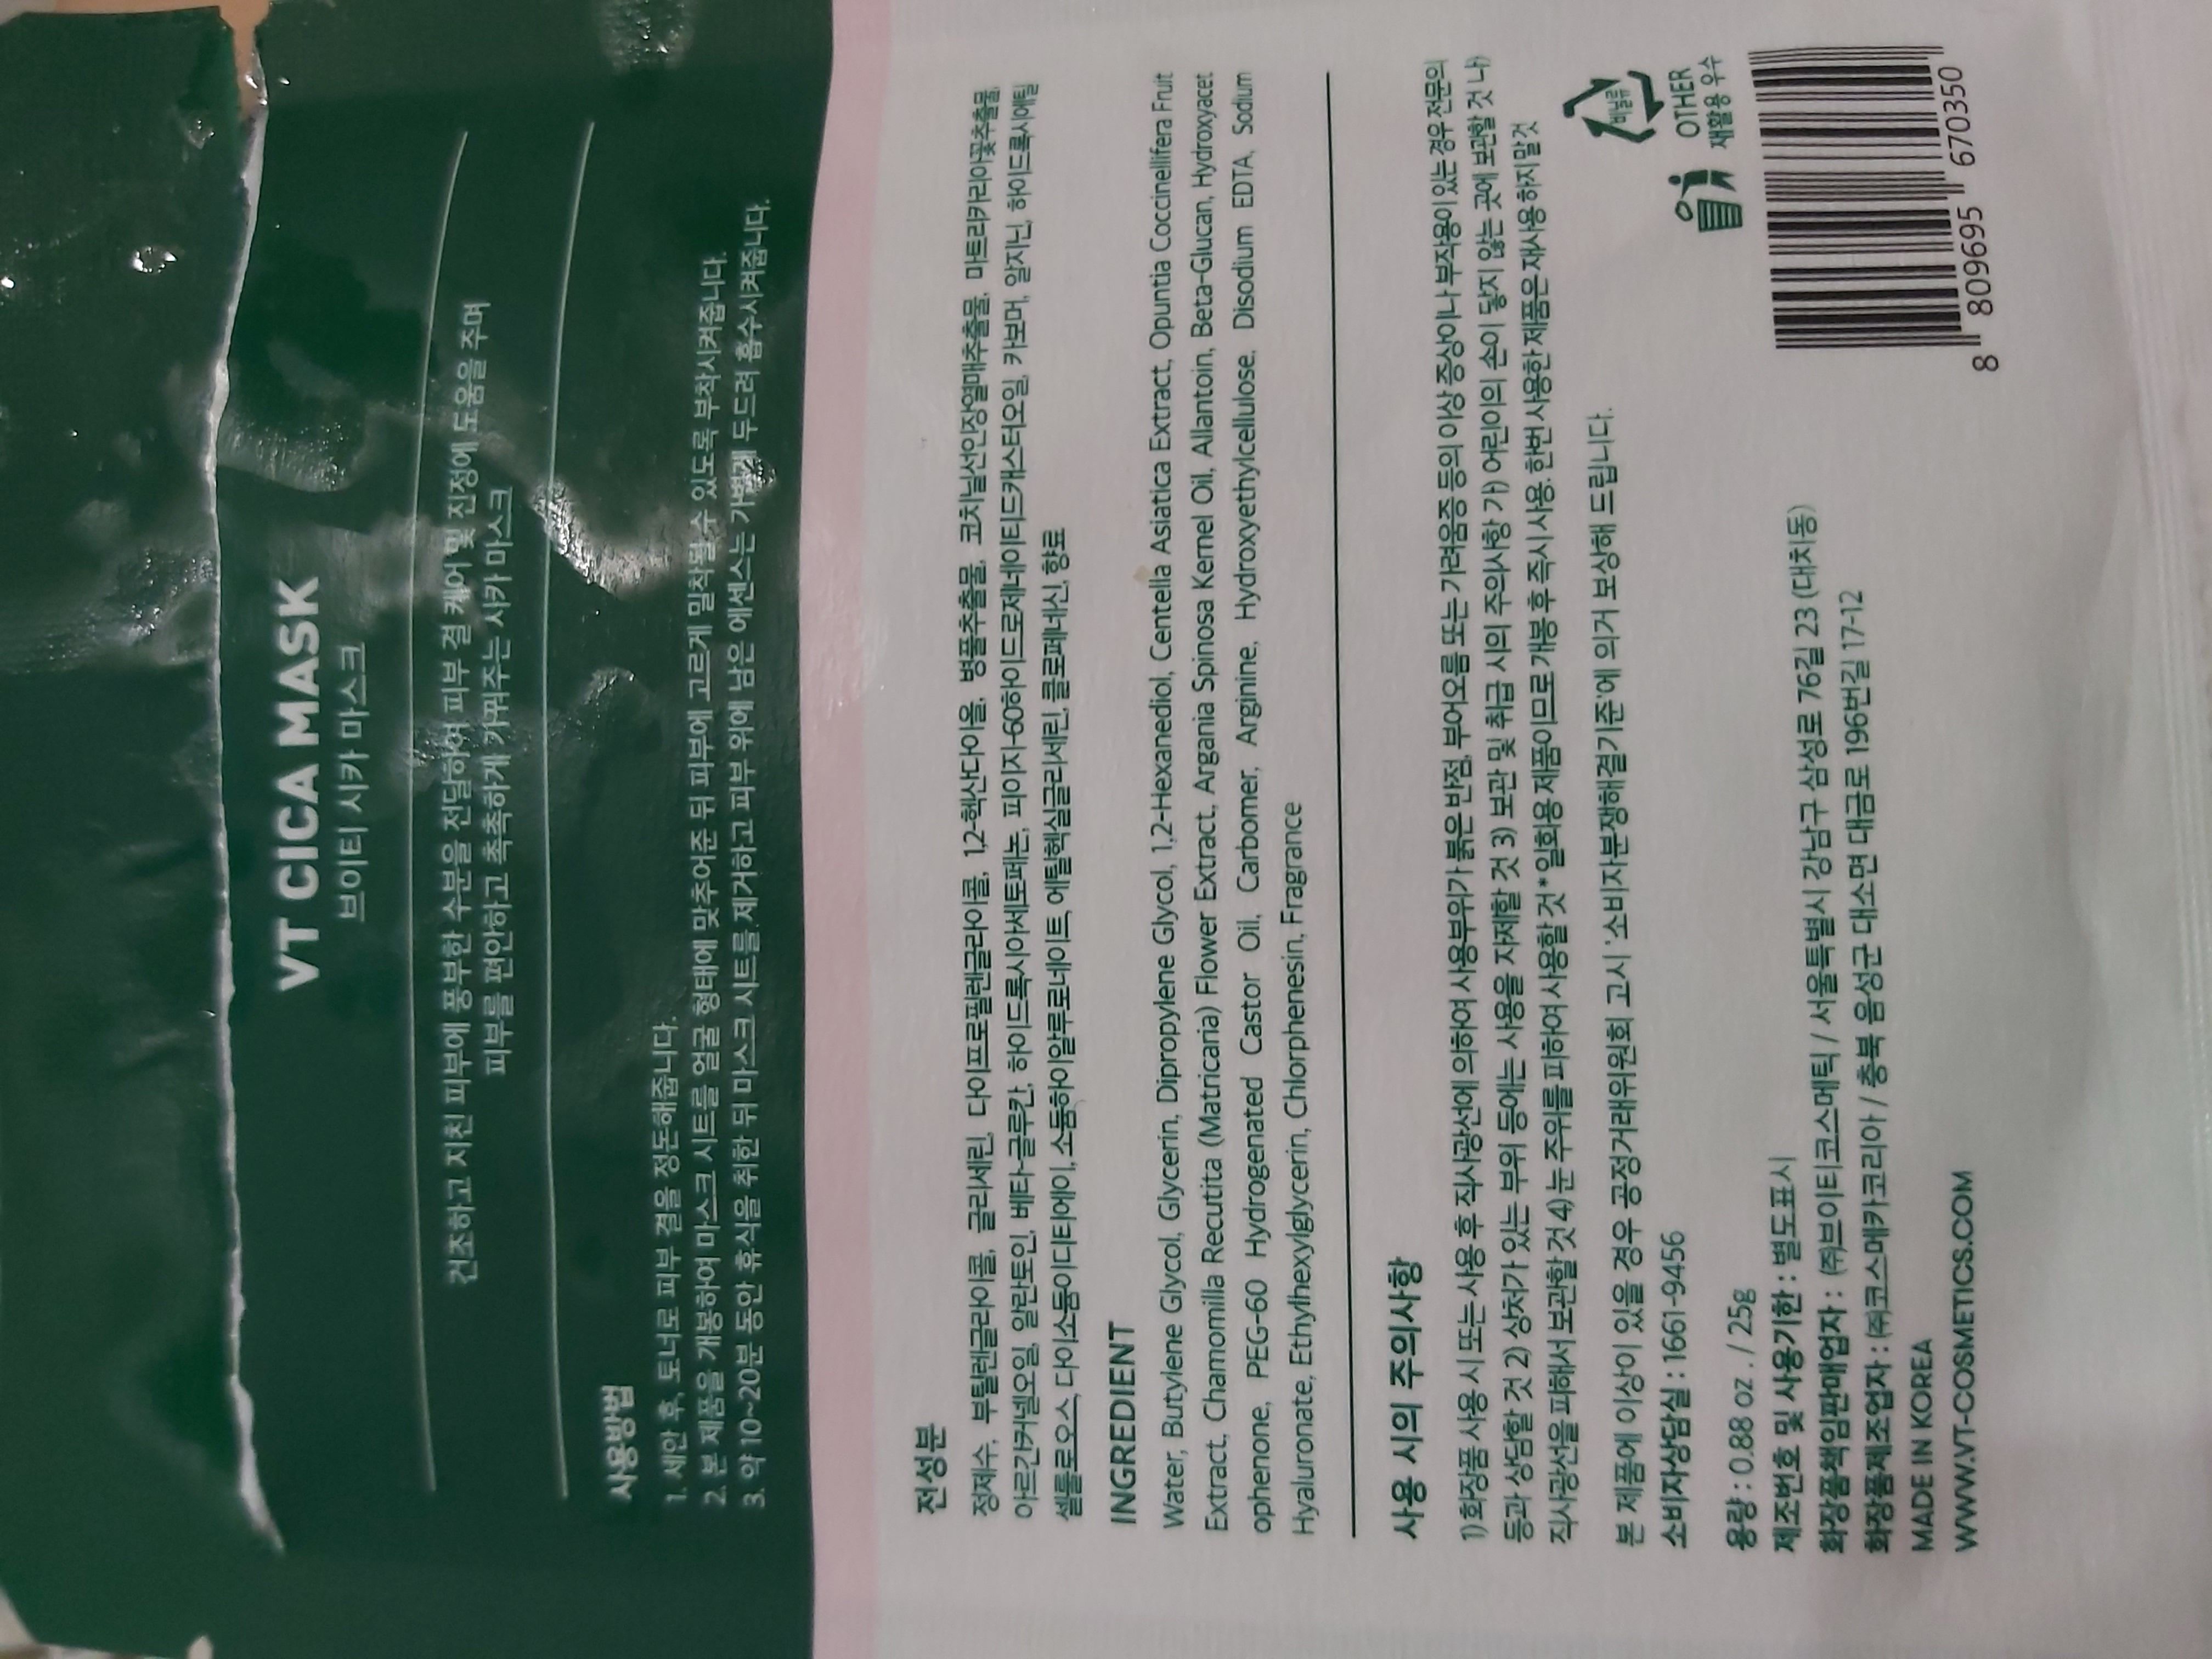 VT CICA MASK
브이티 시카 마스크
건조하고 지친 피부에 풍부한 수분을 전달하여 피부 결 케어 및 진정에 도움을 주며
피부를 편안하고 촉촉하게 가꿔주는 시카 마스크
사용방법
1. 세안 후, 토너로 피부 결을 정돈해줍니다.
2. 본 제품을 개봉하여 마스크 시트를 얼굴 형태에 맞추어준 뒤 피부에 고르게 밀착될 수 있도록 부착시켜줍니다.
3. 약 10~20분 동안 휴식을 취한 뒤 마스크 시트를 제거하고 피부 위에 남은 에센스는 가볍게 두드려 흡수시켜줍니다.
전성분
정제수, 부틸렌글라이콜, 글리세린, 다이프로필렌글라이콜, 1,2-헥산다이올, 병풀추출물, 코치닐선인장열매추출물, 마트리카리아꽃추출물,
아르간커넬오일, 알란토인, 베타-글루칸, 하이드록시아세토페논, 피이지-60하이드로제네이티드캐스터오일, 카보머, 알지닌, 하이드록시에틸
셀룰로오스, 다이소듐이디티에이, 소듐하이알루로네이트, 에틸헥실글리세린, 클로페네신, 향료
INGREDIENT
Water, Butylene Glycol, Glycerin, Dipropylene Glycol, 1,2-Hexanediol, Centella Asiatica Extract, Opuntia Coccinellifera Fruit
Extract, Chamomilla Recutita (Matricaria) Flower Extract, Argania Spinosa Kernel Oil, Allantoin, Beta-Glucan, Hydroxyacet
ophenone, PEG-60 Hydrogenated Castor Oil, Carbomer, Arginine, Hydroxyethylcellulose, Disodium EDTA, Sodium
Hyaluronate, Ethylhexylglycerin, Chlorphenesin, Fragrance
사용 시의 주의사항
1) 화장품 사용 시 또는 사용 후 직사광선에 의하여 사용부위가 붉은 반점, 부어오름 또는 가려움증 등의 이상 증상이나 부작용이 있는 경우 전문의
등과 상담할 것 2) 상처가 있는 부위 등에는 사용을 자제할 것 3) 보관 및 취급 시의 주의사항 가) 어린이의 손이 닿지 않는 곳에 보관할 것 나)
직사광선을 피해서 보관할 것 4) 눈 주위를 피하여 사용할 것 * 일회용 제품이므로 개봉 후 즉시 사용. 한번 사용한 제품은 재사용 하지 말 것
본 제품에 이상이 있을 경우 공정거래위원회 고시 '소비자분쟁해결기준'에 의거 보상해 드립니다.
소비자상담실 : 1661-9456
용량 : 0.88 oz . / 25g
제조번호 및 사용기한 : 별도표시
화장품책임판매업자 : (주)브이티코스메틱 / 서울특별시 강남구 삼성로 76길 23 (대치동)
화장품제조업자 : (주)코스메카코리아 / 충북 음성군 대소면 대금로 196번길 17-12
MADE IN KOREA
WWW.VT-COSMETICS.COM
비닐류
OTHER
재활용 우수
8 809695 670350